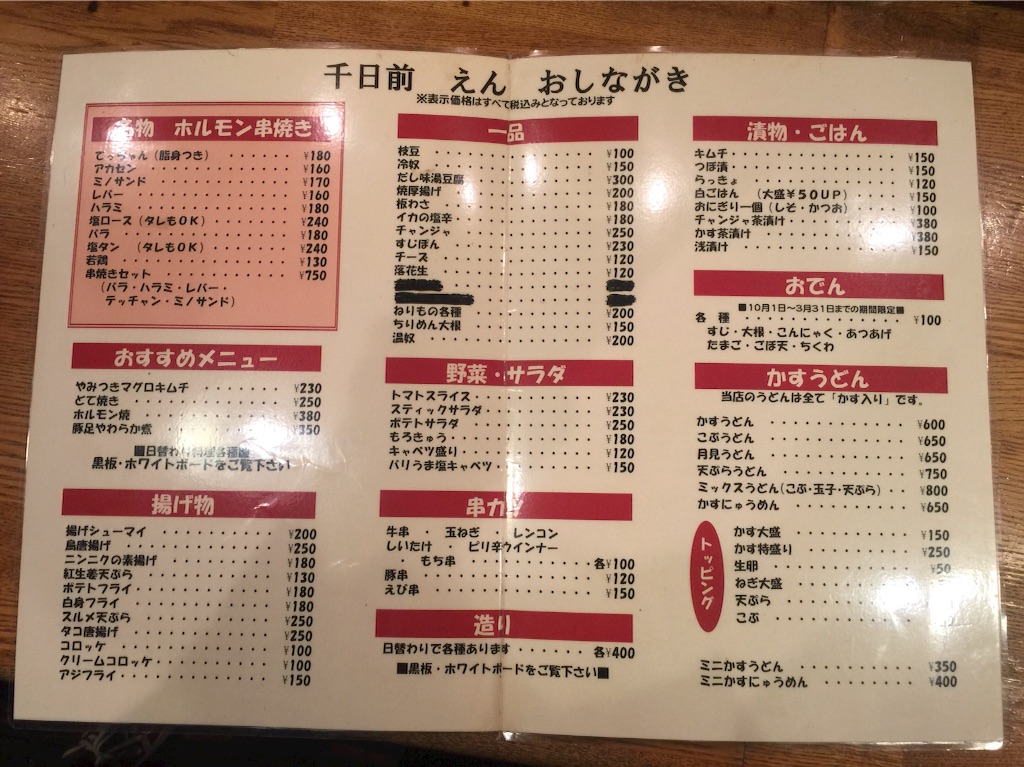 千日前 えん おしながき
※表示価格はすべて税込みとなっております
名物 ホルモン串焼き
てっちゃん（脂身つき） ¥180
アカセン ¥160
ミノサンド ¥170
レバー ¥160
ハラミ ¥180
塩ロース（タレもＯＫ） ¥240
バラ ¥180
塩タン （タレもＯＫ） ¥240
若鶏 ¥130
串焼きセット ¥750
（バラ・ハラミ・レバー・
テッチャン・ミノサンド）
おすすめメニュー
やみつきマグロキムチ ¥230
どて焼き ¥250
ホルモン焼 ¥380
豚足やわらか煮 ¥350
■日替わり料理各種
黒板・ホワイトボードをご覧下さい
揚げ物
揚げシューマイ ¥200
鳥唐揚げ ¥250
ニンニクの素揚げ ¥180
紅生姜天ぷら ¥130
ポテトフライ ¥180
白身フライ ¥180
スルメ天ぷら ¥250
タコ唐揚げ ¥250
コロッケ ¥100
クリームコロッケ ¥100
アジフライ ¥150
一品
枝豆 ¥100
冷奴 ¥150
だし味湯豆腐 ¥300
焼厚揚げ ¥200
板わさ ¥180
イカの塩辛 ¥180
チャンジャ ¥250
すじぽん ¥230
チーズ ¥120
落花生 ¥120
ねりもの各種 ¥200
ちりめん大根 ¥150
温奴 ¥200
野菜・サラダ
トマトスライス ¥230
スティックサラダ ¥230
ポテトサラダ ¥250
もろきゅう ¥180
キャベツ盛り ¥120
バリうま塩キャベツ ¥150
串カツ
牛串 ・ 玉ねぎ ・ レンコン
しいたけ ・ ピリ辛ウインナー
・ もち串 各¥100
豚串 ¥120
えび串 ¥150
造り
日替わりで各種あります 各¥400
■黒板・ホワイトボードをご覧下さい■
漬物・ごはん
キムチ ¥150
つぼ漬 ¥150
らっきょ ¥120
白ごはん （大盛￥５０ＵＰ） ¥150
おにぎり一個（しそ・かつお） ¥100
チャンジャ茶漬け ¥380
かす茶漬け ¥380
浅漬け ¥150
おでん
■10月1日～3月31日までの期間限定■
各 種 ¥100
すじ・大根・こんにゃく・あつあげ
たまご・ごぼ天・ちくわ
かすうどん
当店のうどんは全て「かす入り」です。
かすうどん ¥600
こぶうどん ¥650
月見うどん ¥650
天ぷらうどん ¥750
ミックスうどん（こぶ・玉子・天ぷら） ¥800
かすにゅうめん ¥650
トッピング
かす大盛 ¥150
かす特盛り ¥250
生卵 ¥50
ねぎ大盛
天ぷら
こぶ
ミニかすうどん ¥350
ミニかすにゅうめん ¥400